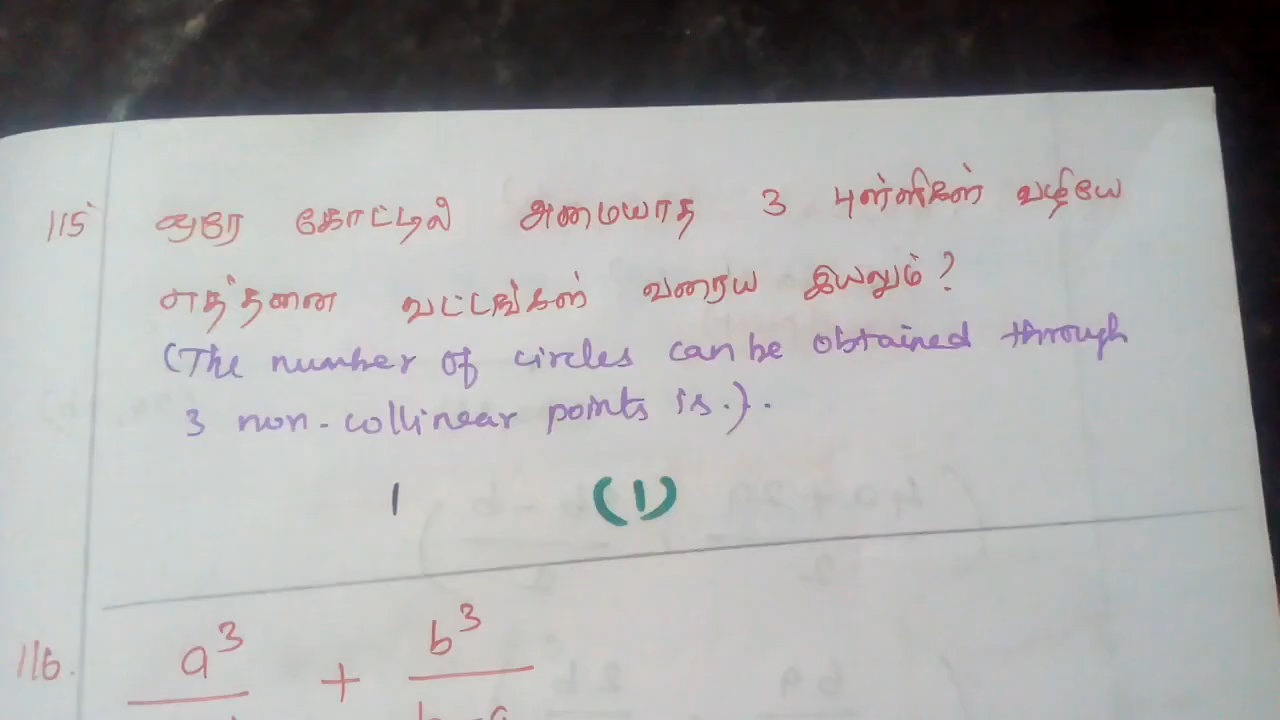 115 ஒரே கோட்டில் அமையாத 3 புள்ளிகள் வழியே
எத்தனை வட்டங்கள் வரைய இயலும்?
(The number of circles can be obtained through
3 non-collinear points is.).
1 (1)
116. a³ + b³